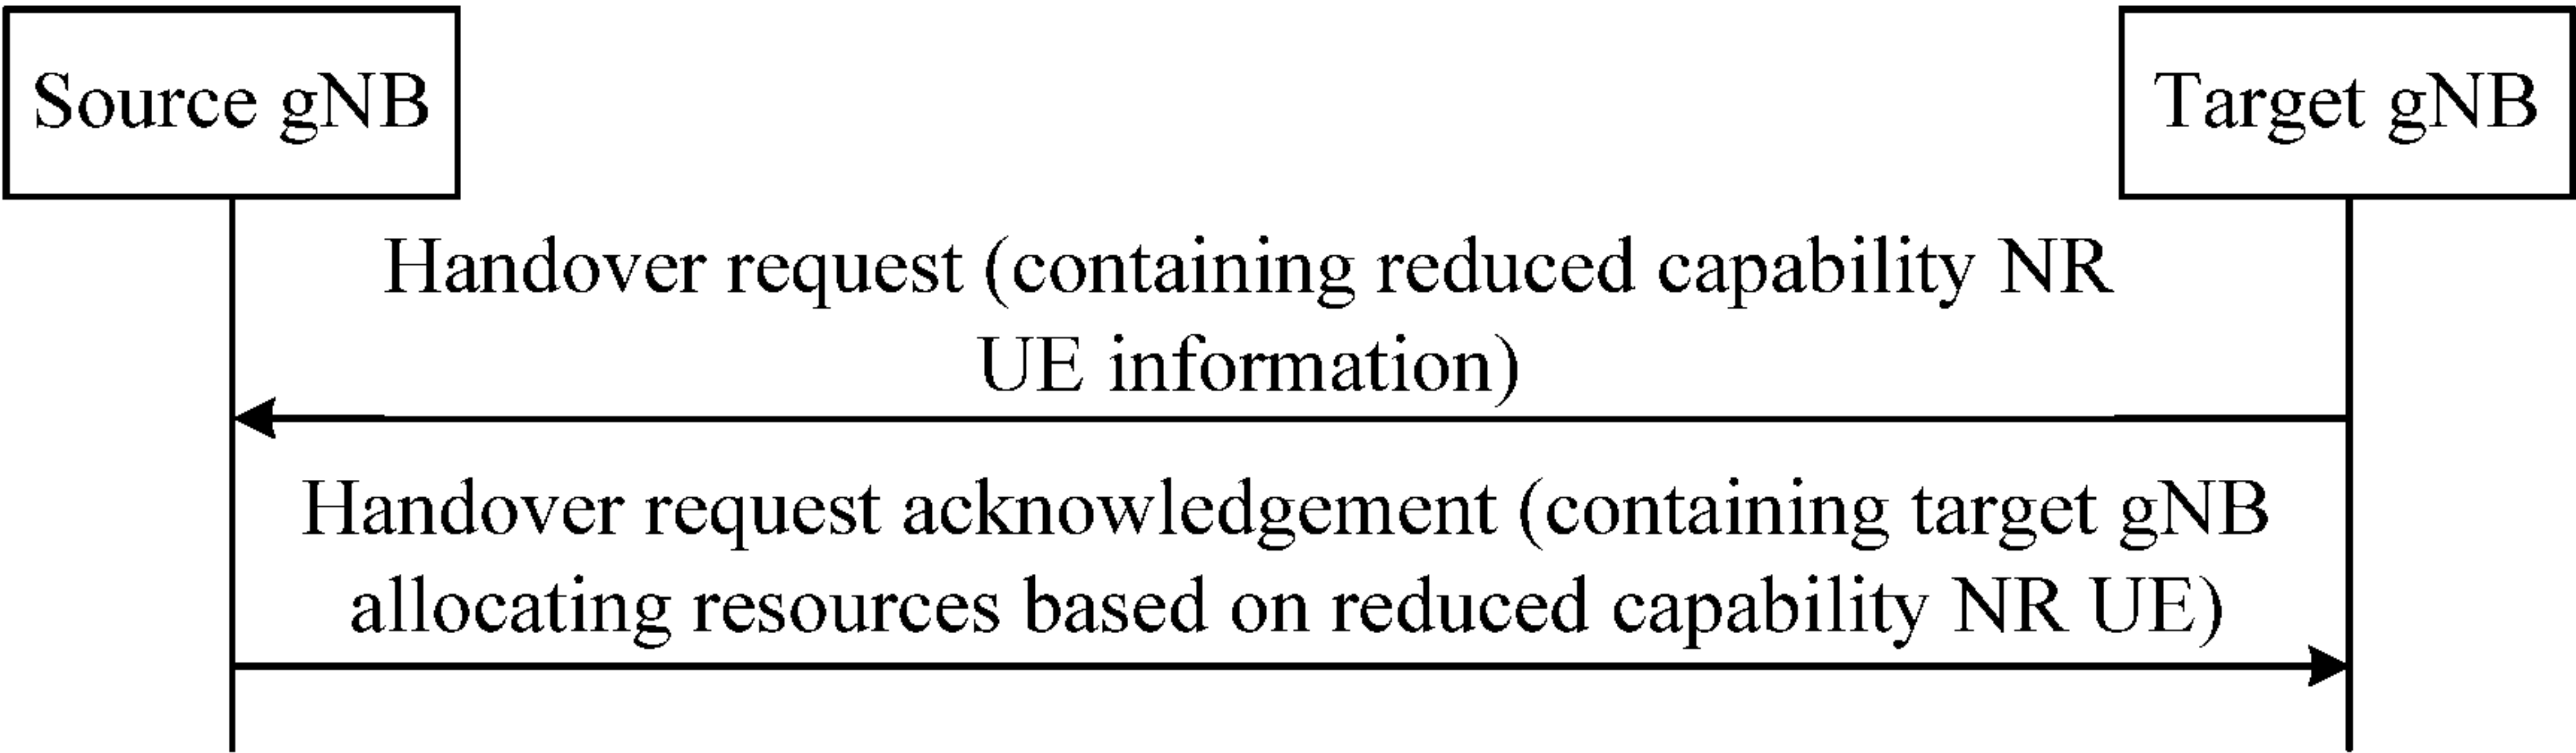 Source gNB
Target gNB
Handover request (containing reduced capability NR
UE information)
Handover request acknowledgement (containing target gNB
allocating resources based on reduced capability NR UE)